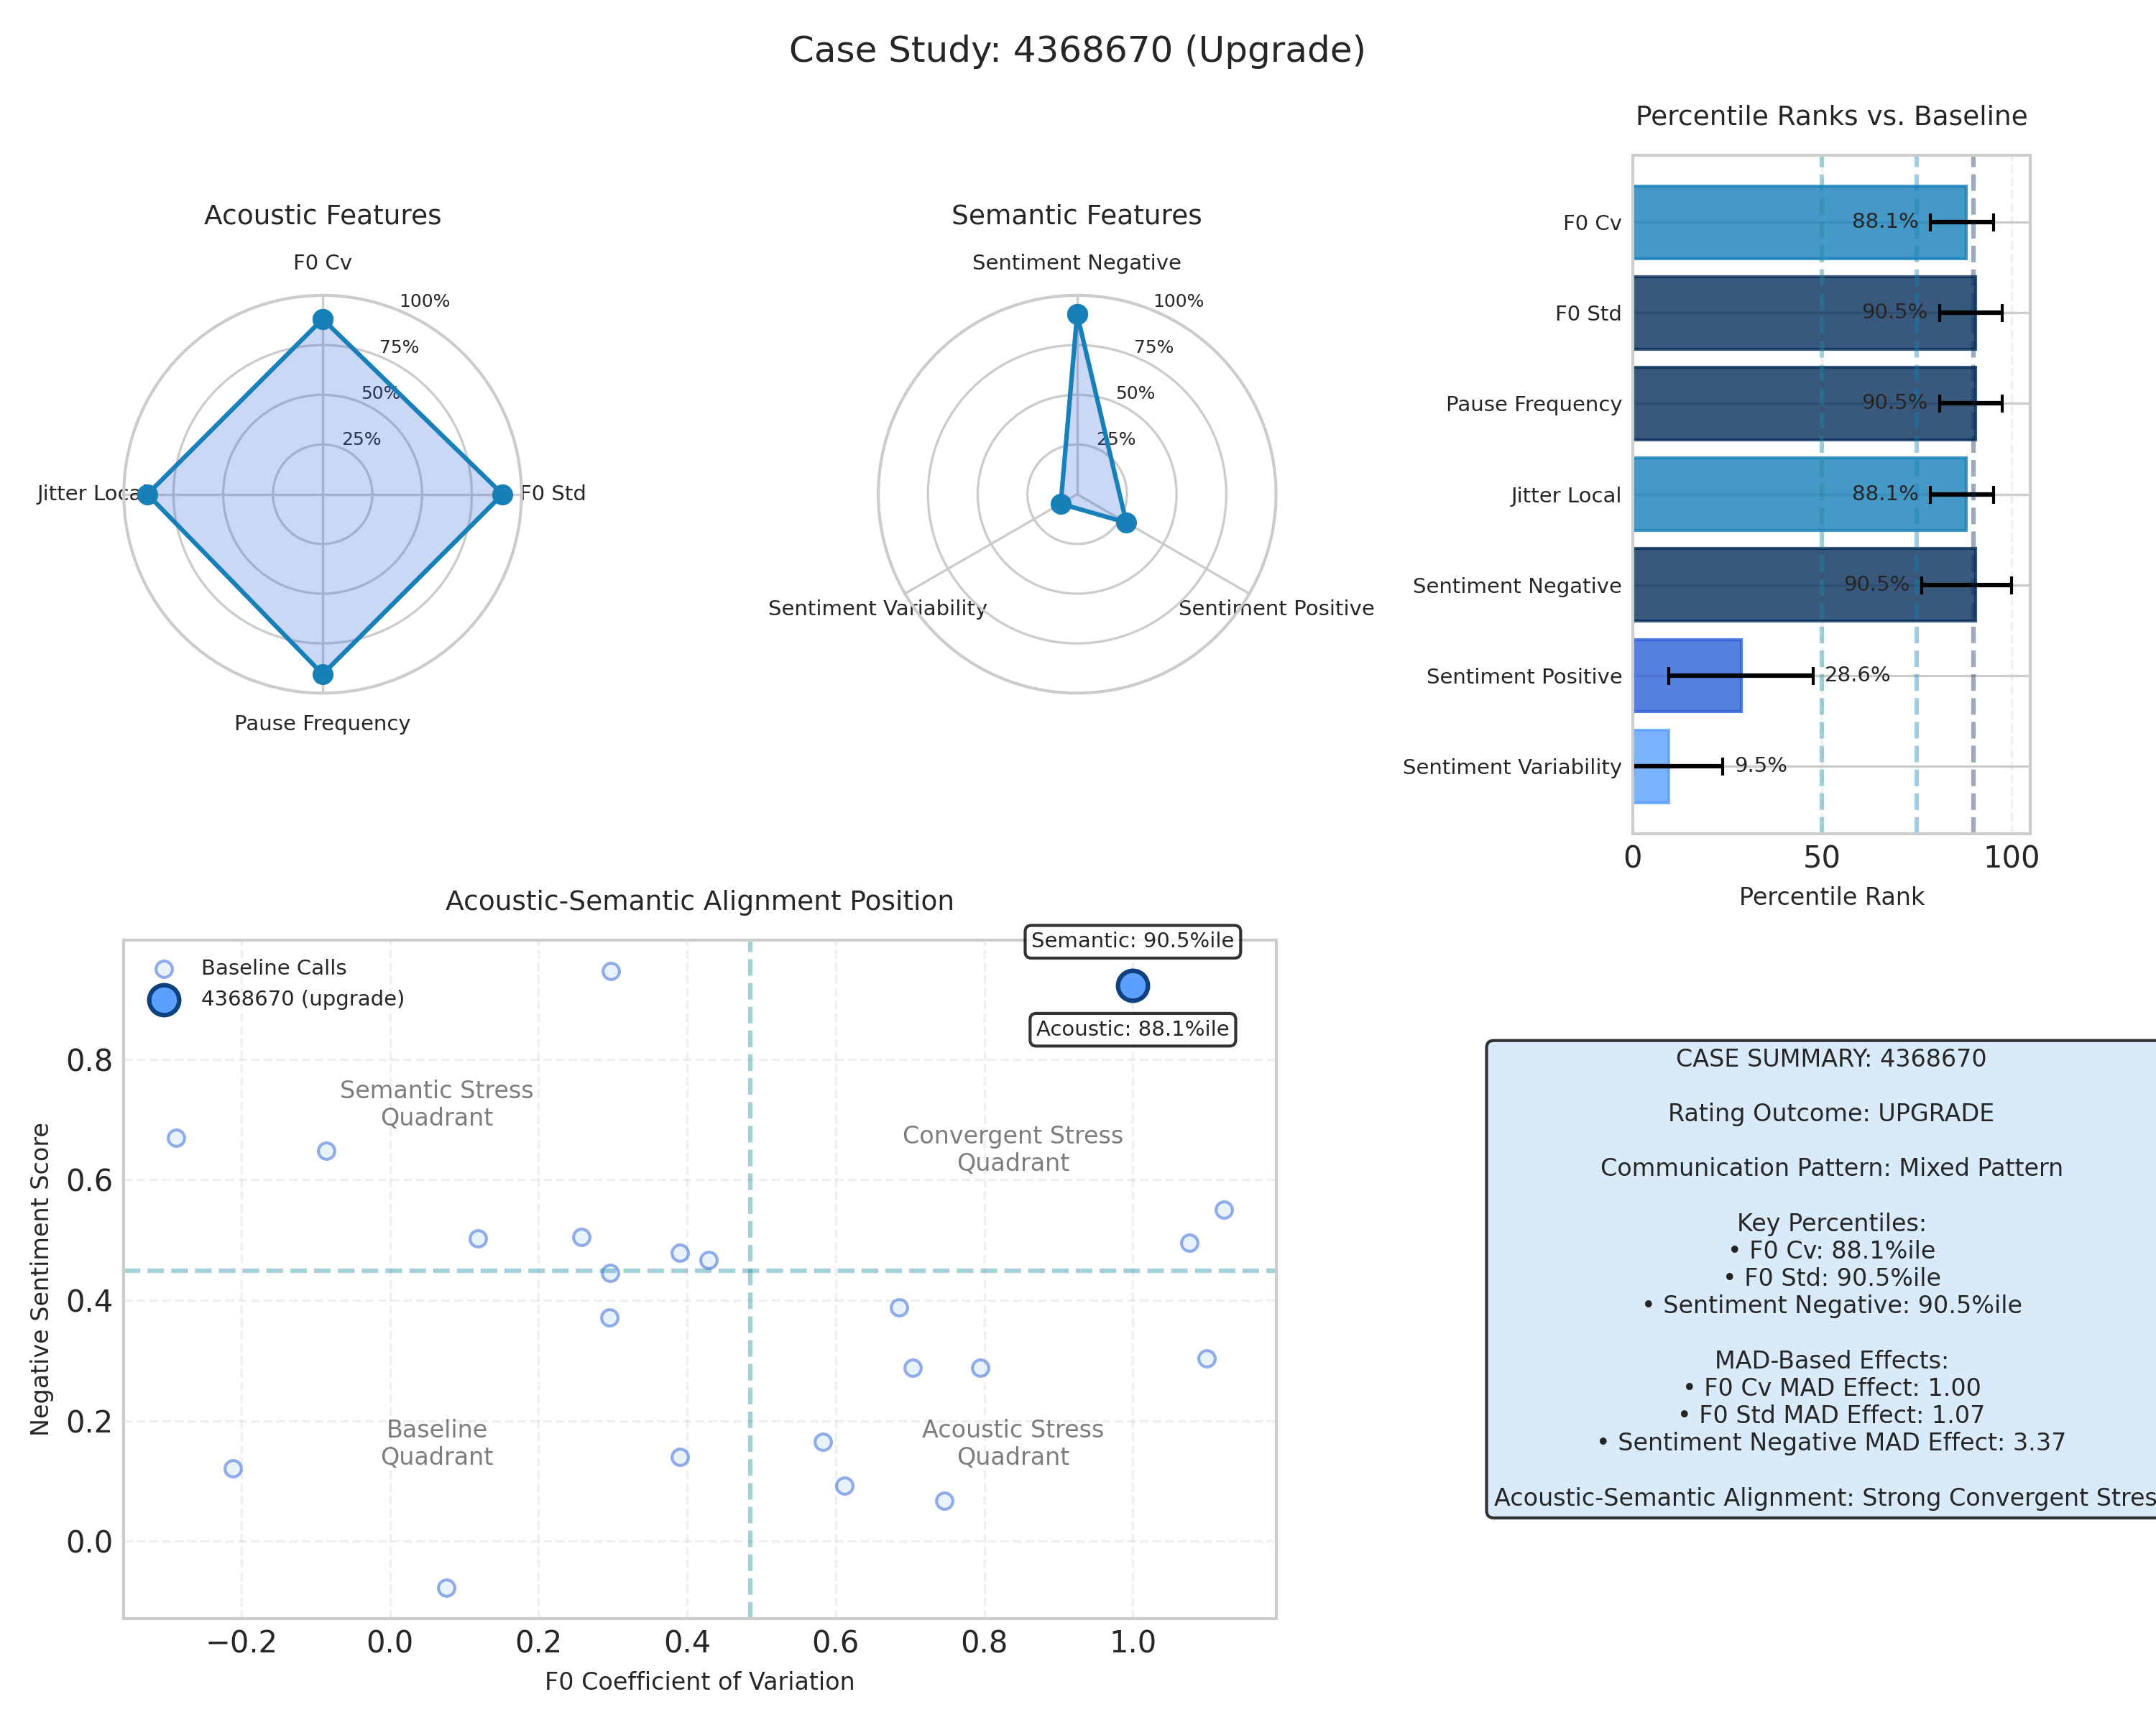 Case Study: 4368670 (Upgrade)
Acoustic Features
F0 Cv
100%
75%
50%
25%
Jitter Local
F0 Std
Pause Frequency
Semantic Features
Sentiment Negative
100%
75%
50%
25%
Sentiment Variability
Sentiment Positive
Percentile Ranks vs. Baseline
F0 Cv
88.1%
F0 Std
90.5%
Pause Frequency
90.5%
Jitter Local
88.1%
Sentiment Negative
90.5%
Sentiment Positive
28.6%
Sentiment Variability
9.5%
0
50
100
Percentile Rank
Acoustic-Semantic Alignment Position
Baseline Calls
4368670 (upgrade)
Semantic: 90.5%ile
Acoustic: 88.1%ile
Semantic Stress
Quadrant
Convergent Stress
Quadrant
Baseline
Quadrant
Acoustic Stress
Quadrant
Negative Sentiment Score
0.8
0.6
0.4
0.2
0.0
−0.2
0.0
0.2
0.4
0.6
0.8
1.0
F0 Coefficient of Variation
CASE SUMMARY: 4368670
Rating Outcome: UPGRADE
Communication Pattern: Mixed Pattern
Key Percentiles:
• F0 Cv: 88.1%ile
• F0 Std: 90.5%ile
• Sentiment Negative: 90.5%ile
MAD-Based Effects:
• F0 Cv MAD Effect: 1.00
• F0 Std MAD Effect: 1.07
• Sentiment Negative MAD Effect: 3.37
Acoustic-Semantic Alignment: Strong Convergent Stres